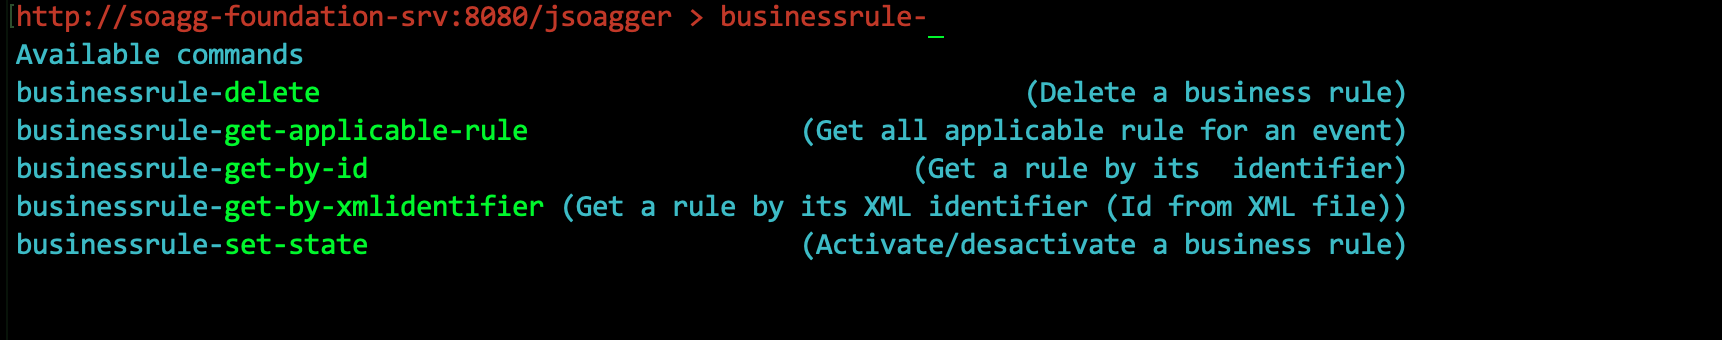 http://soagg-foundation-srv:8080/jsoagger > businessrule-_
Available commands
businessrule-delete (Delete a business rule)
businessrule-get-applicable-rule (Get all applicable rule for an event)
businessrule-get-by-id (Get a rule by its  identifier)
businessrule-get-by-xmlidentifier (Get a rule by its XML identifier (Id from XML file))
businessrule-set-state (Activate/desactivate a business rule)